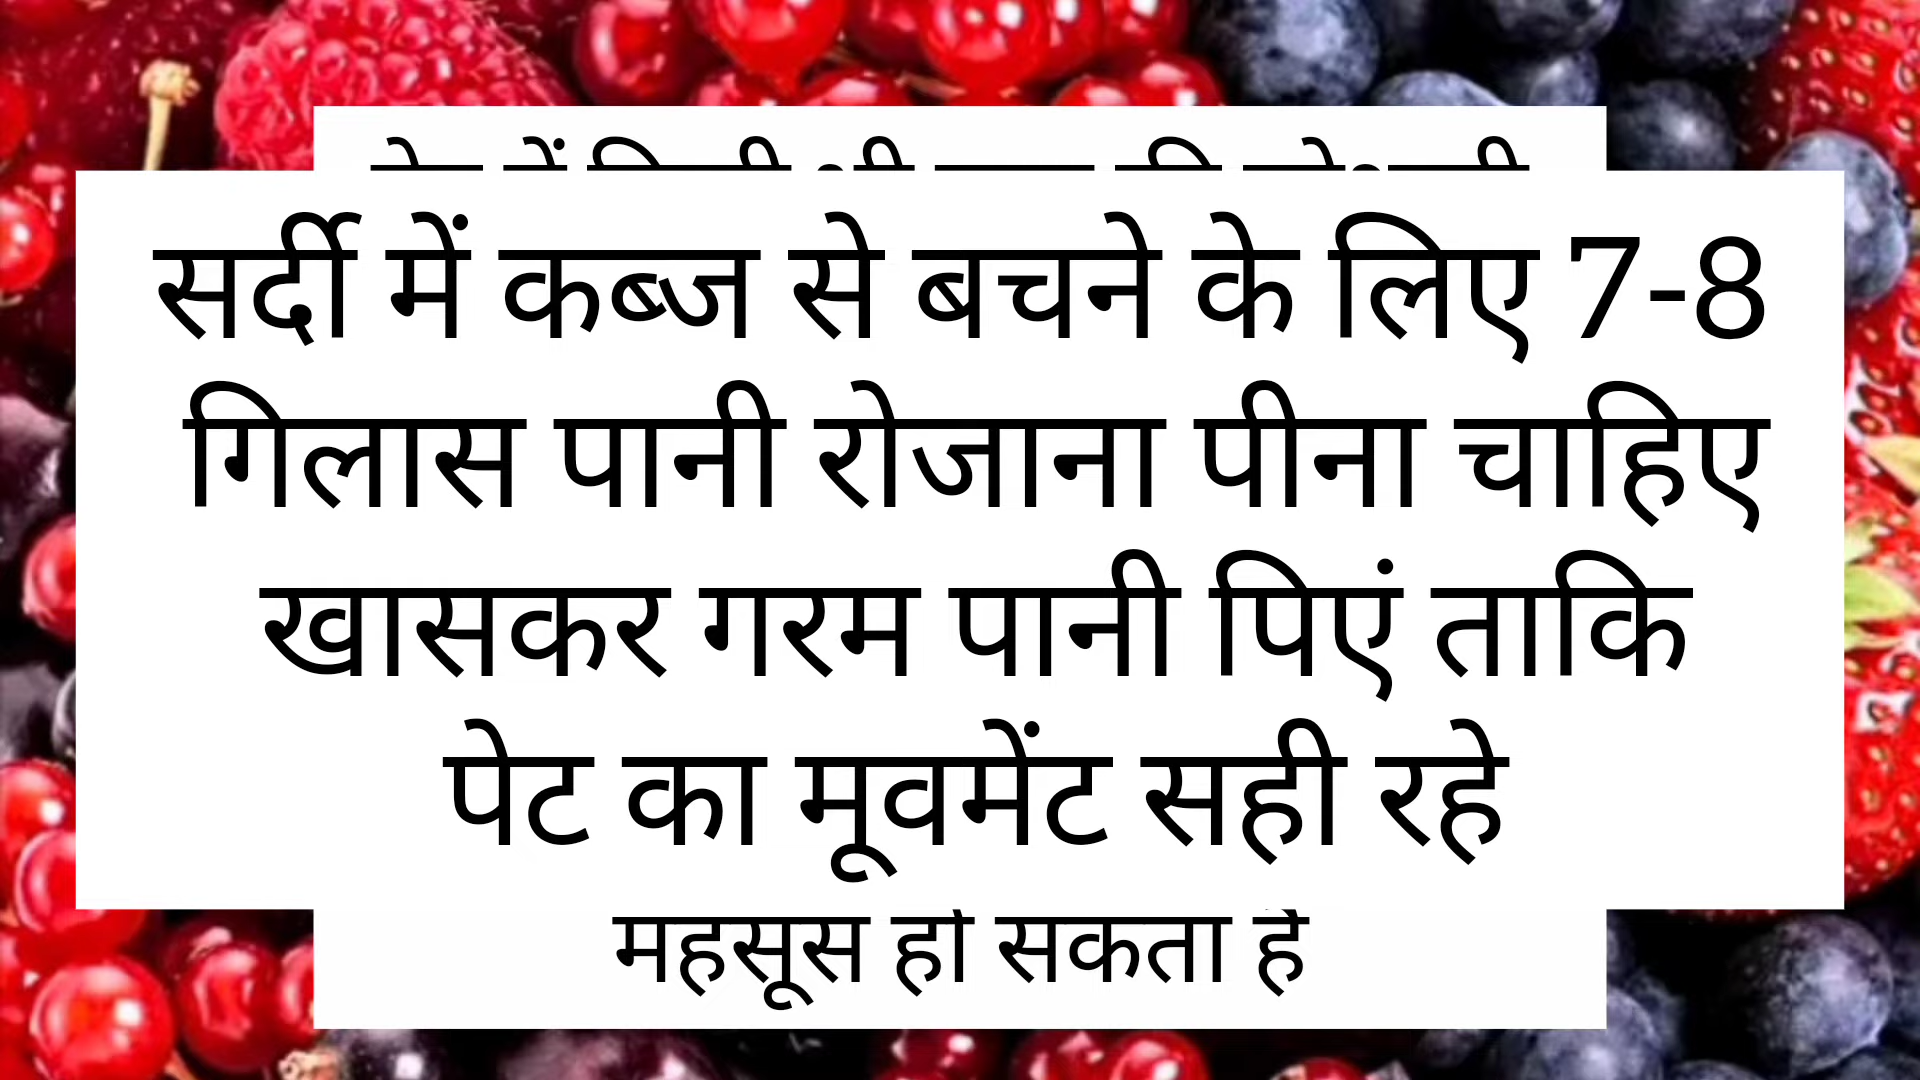 सर्दी में कब्ज से बचने के लिए 7-8
गिलास पानी रोजाना पीना चाहिए
खासकर गरम पानी पिएं ताकि
पेट का मूवमेंट सही रहे
महसूस हो सकता है